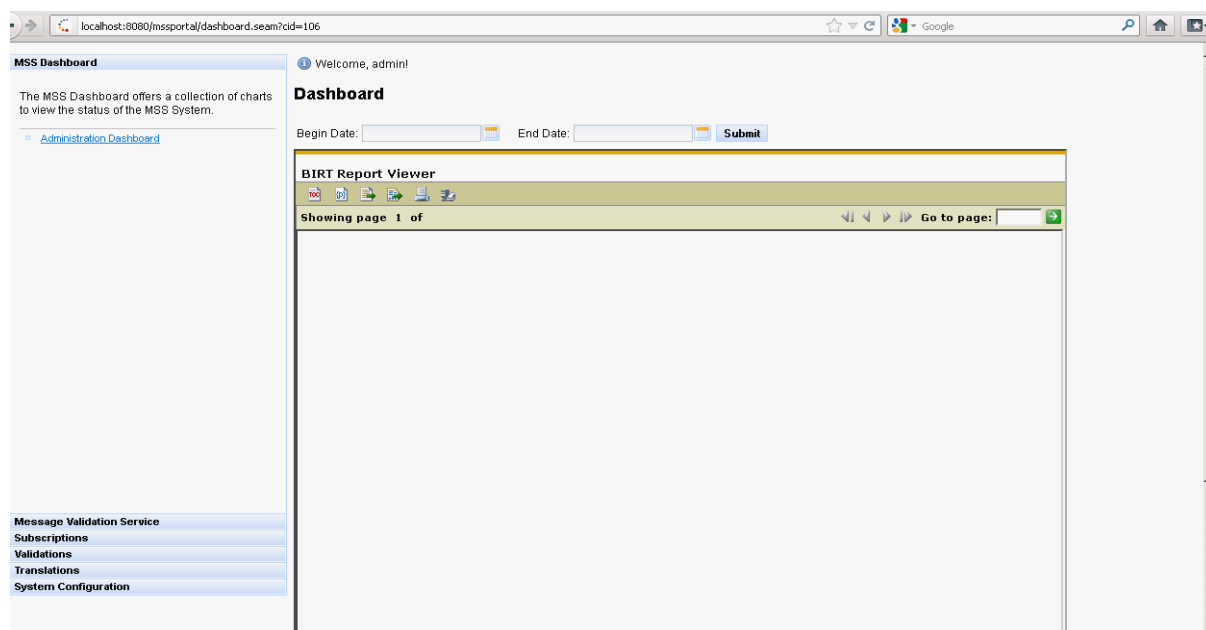 localhost:8080/mssportal/dashboard.seam?cid=106
Google
MSS Dashboard
The MSS Dashboard offers a collection of charts
to view the status of the MSS System.
Administration Dashboard
Message Validation Service
Subscriptions
Validations
Translations
System Configuration
Welcome, admin!
Dashboard
Begin Date: End Date: Submit
BIRT Report Viewer
TOC
Showing page 1 of Go to page: